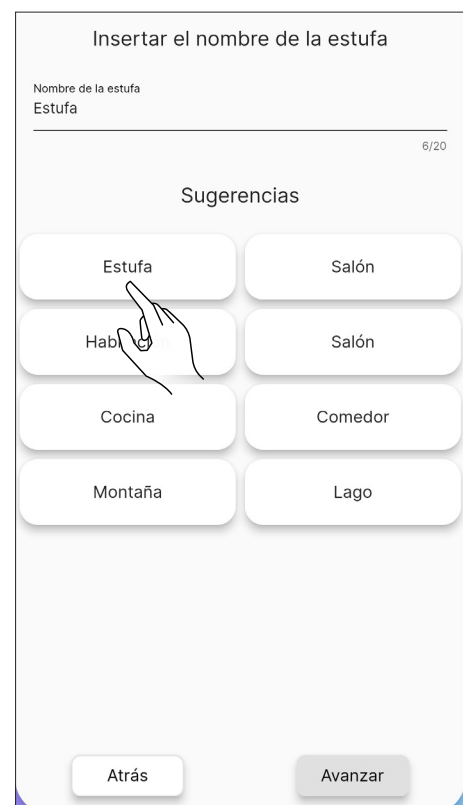 Insertar el nombre de la estufa
Nombre de la estufa
Estufa
6/20
Sugerencias
Estufa Salón
Salón
Cocina Comedor
Montaña Lago
Atrás Avanzar